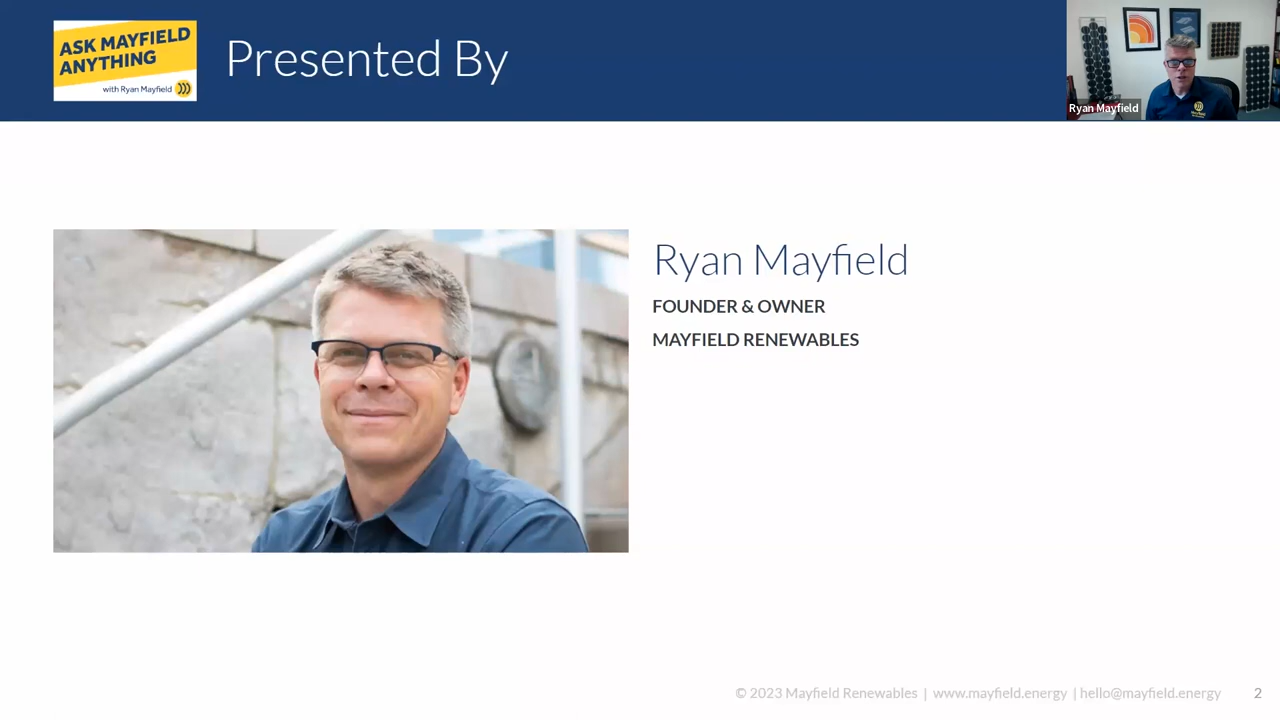 ASK MAYFIELD
ANYTHING
with Ryan Mayfield
Presented By
Ryan Mayfield
Ryan Mayfield
FOUNDER & OWNER
MAYFIELD RENEWABLES
© 2023 Mayfield Renewables | www.mayfield.energy | hello@mayfield.energy 2